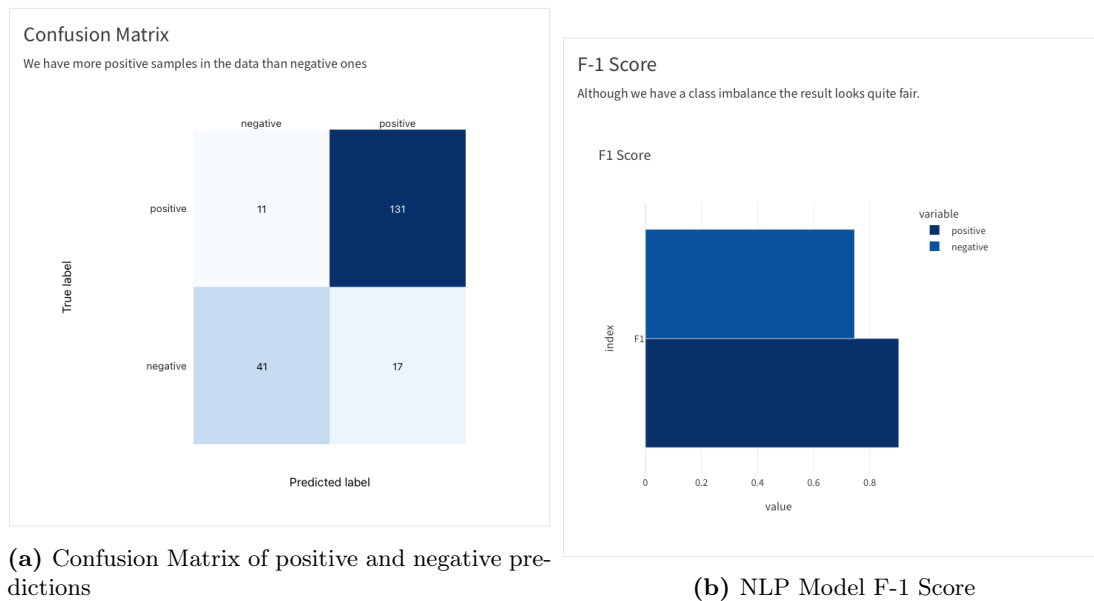 Confusion Matrix
We have more positive samples in the data than negative ones
negative
positive
positive
11
131
True label
negative
41
17
Predicted label
(a) Confusion Matrix of positive and negative pre-
dictions
F-1 Score
Although we have a class imbalance the result looks quite fair.
F1 Score
variable
positive
negative
index
F1
0
0.2
0.4
0.6
0.8
value
(b) NLP Model F-1 Score